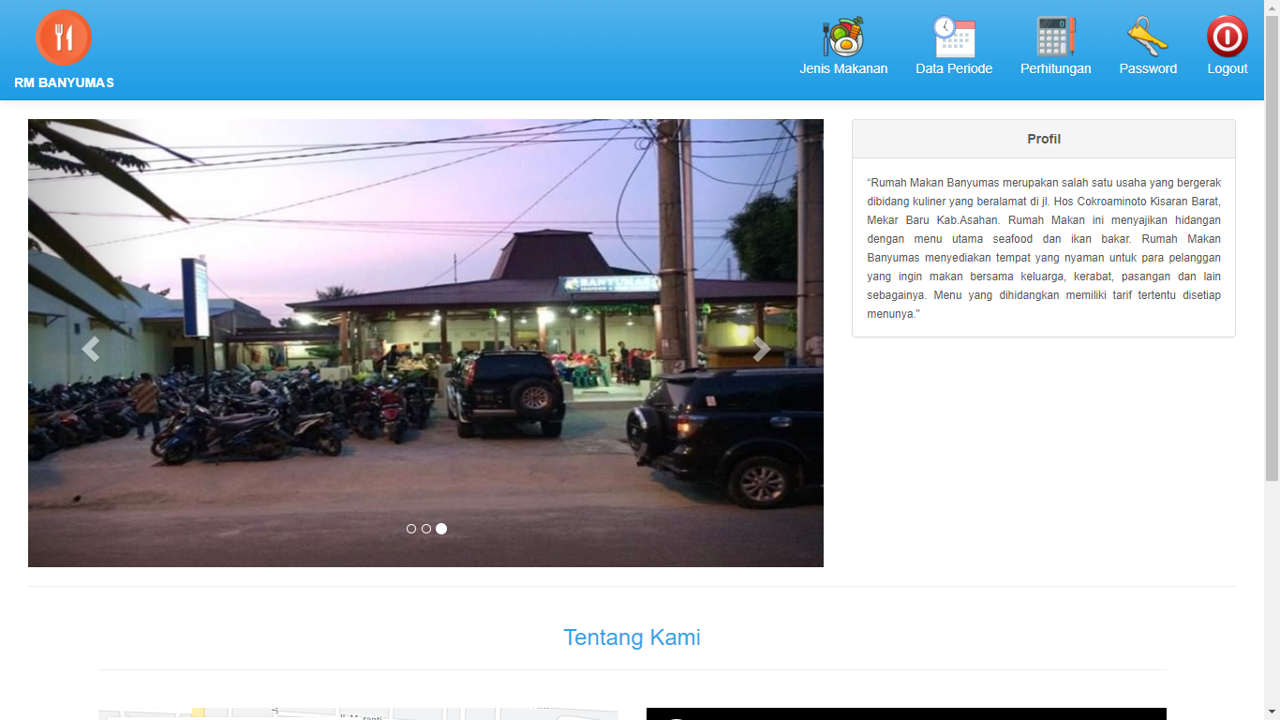 RM BANYUMAS
Jenis Makanan
Data Periode
Perhitungan
Password
Logout
BANYUMAS
Profil
“Rumah Makan Banyumas merupakan salah satu usaha yang bergerak
dibidang kuliner yang beralamat di jl. Hos Cokroaminoto Kisaran Barat,
Mekar Baru Kab.Asahan. Rumah Makan ini menyajikan hidangan
dengan menu utama seafood dan ikan bakar. Rumah Makan
Banyumas menyediakan tempat yang nyaman untuk para pelanggan
yang ingin makan bersama keluarga, kerabat, pasangan dan lain
sebagainya. Menu yang dihidangkan memiliki tarif tertentu disetiap
menunya.”
Tentang Kami